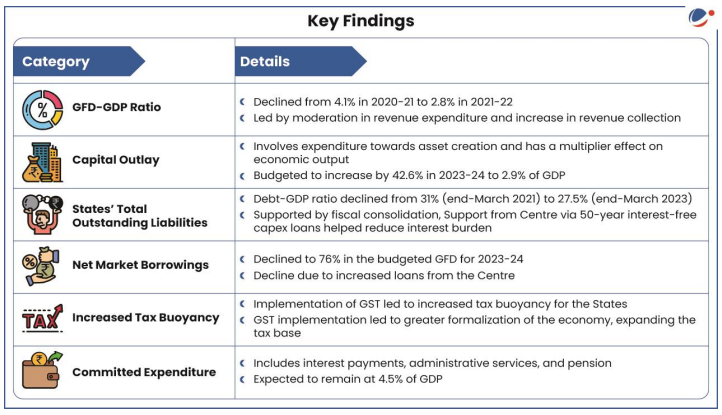 Key Findings
Category
Details
%
GFD-GDP Ratio
Declined from 4.1% in 2020-21 to 2.8% in 2021-22
Led by moderation in revenue expenditure and increase in revenue collection
₹
Capital Outlay
Involves expenditure towards asset creation and has a multiplier effect on
economic output
Budgeted to increase by 42.6% in 2023-24 to 2.9% of GDP
₹
States' Total
Outstanding Liabilities
Debt-GDP ratio declined from 31% (end-March 2021) to 27.5% (end-March 2023)
Supported by fiscal consolidation, Support from Centre via 50-year interest-free
capex loans helped reduce interest burden
%
₹
Net Market Borrowings
Declined to 76% in the budgeted GFD for 2023-24
Decline due to increased loans from the Centre
TAX
Increased Tax Buoyancy
Implementation of GST led to increased tax buoyancy for the States
GST implementation led to greater formalization of the economy, expanding the
tax base
₹
Committed Expenditure
Includes interest payments, administrative services, and pension
Expected to remain at 4.5% of GDP